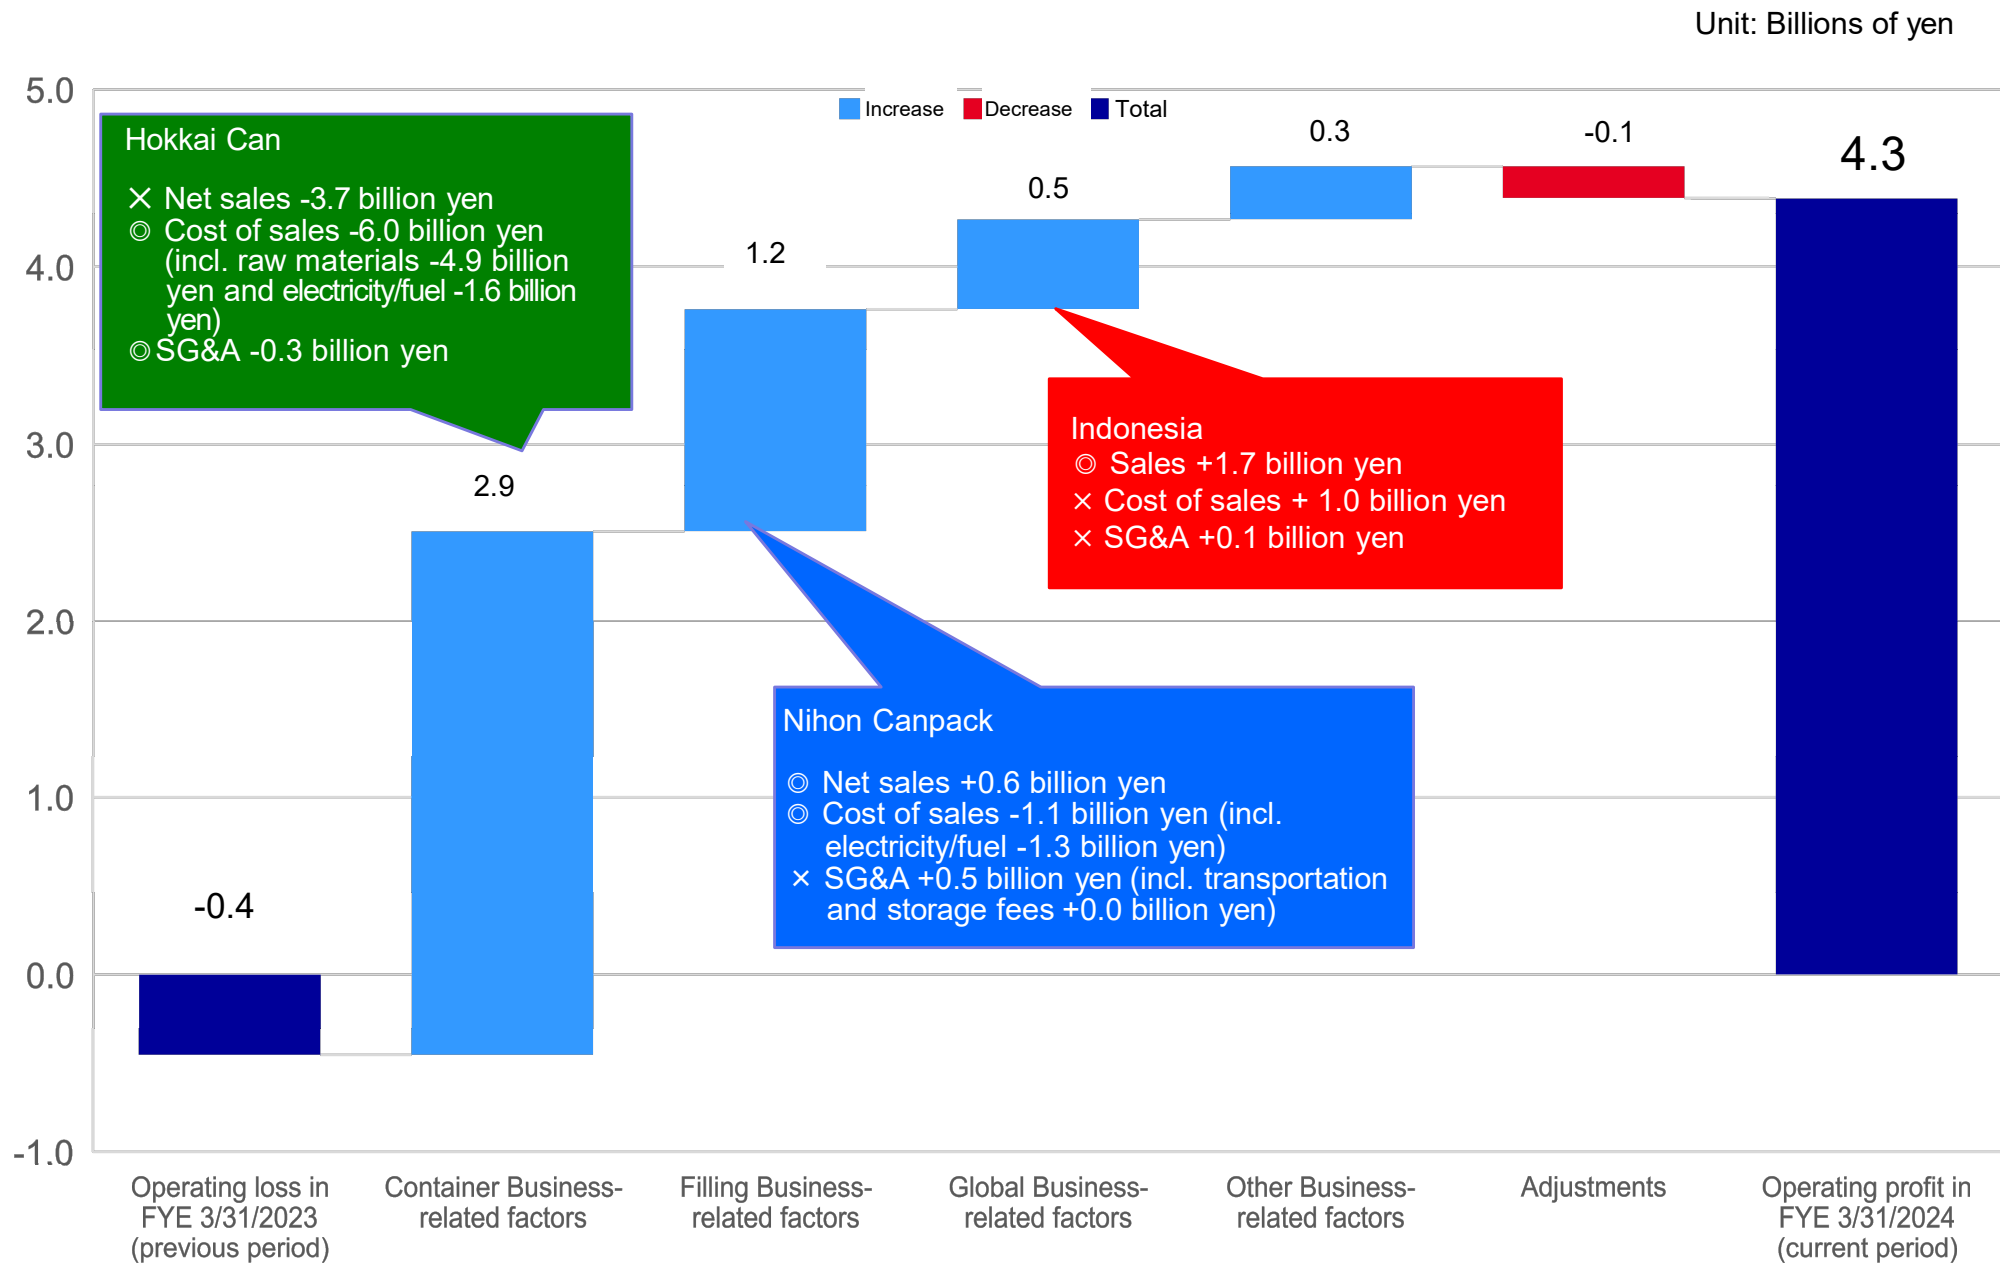 Unit: Billions of yen
5.0
4.0
3.0
2.0
1.0
0.0
-1.0
Increase
Decrease
Total
Hokkai Can
× Net sales -3.7 billion yen
◎ Cost of sales -6.0 billion yen
(incl. raw materials -4.9 billion
yen and electricity/fuel -1.6 billion
yen)
◎ SG&A -0.3 billion yen
-0.4
2.9
1.2
0.5
0.3
-0.1
4.3
Indonesia
◎ Sales +1.7 billion yen
× Cost of sales + 1.0 billion yen
× SG&A +0.1 billion yen
Nihon Canpack
◎ Net sales +0.6 billion yen
◎ Cost of sales -1.1 billion yen (incl.
electricity/fuel -1.3 billion yen)
× SG&A +0.5 billion yen (incl. transportation
and storage fees +0.0 billion yen)
Operating loss in
FYE 3/31/2023
(previous period)
Container Business-
related factors
Filling Business-
related factors
Global Business-
related factors
Other Business-
related factors
Adjustments
Operating profit in
FYE 3/31/2024
(current period)